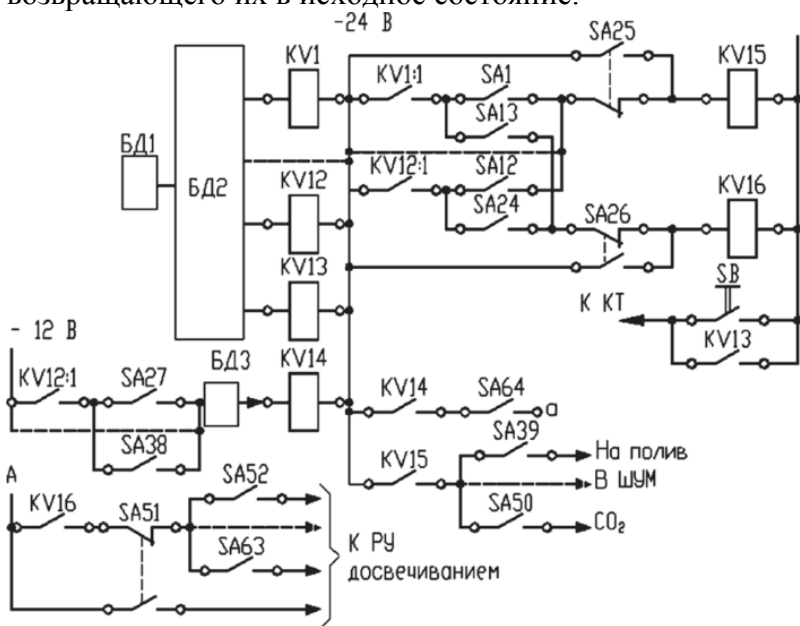 возвращающего их в исходное состояние.
-24 В
SA25
KV1
KV1:1
SA1
KV15
SA13
БД1
БД2
KV12
KV12:1
SA12
SA24
SA26
KV16
KV13
К КТ
SB
KV13
- 12 В
KV12:1
SA27
БД3
KV14
SA38
KV14
SA64
а
SA39
На полив
KV15
В ШУМ
SA50
CO₂
А
SA52
KV16
SA51
SA63
К РУ
досвечиванием